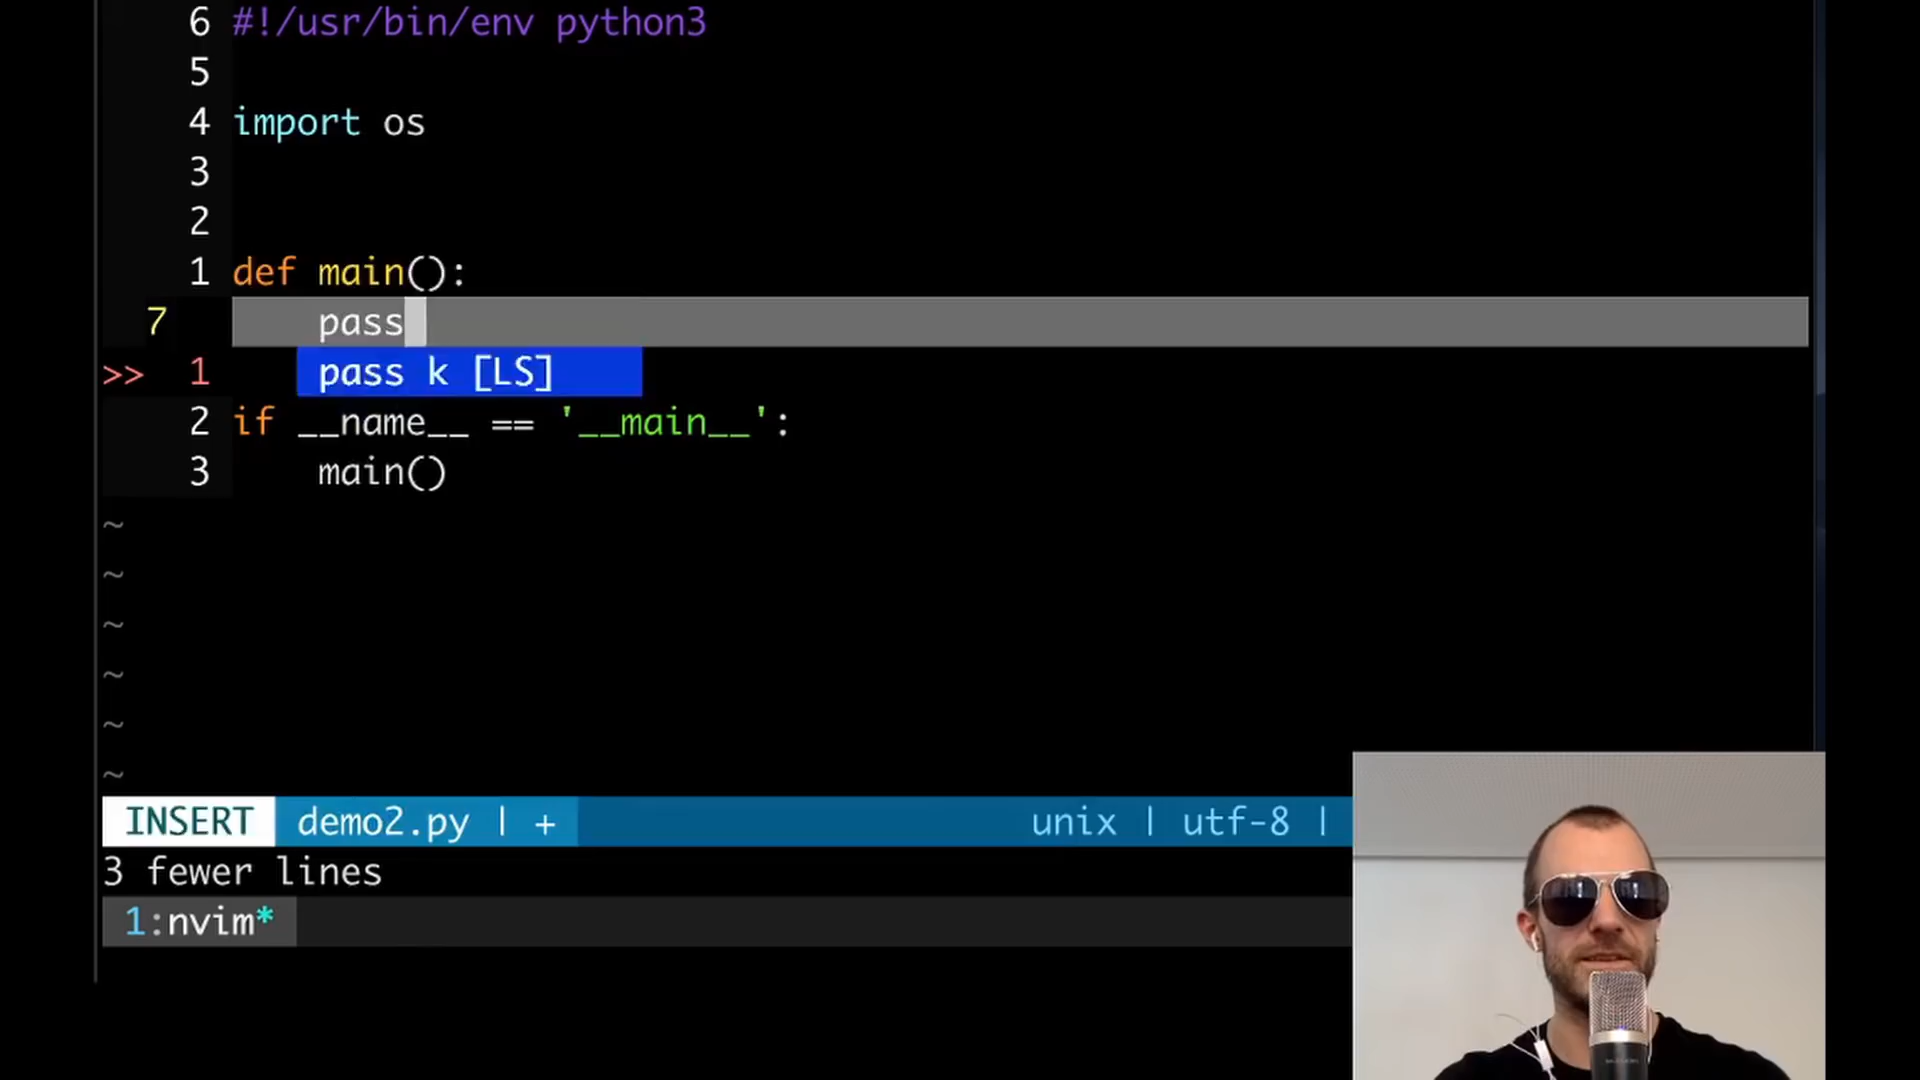 6 #!/usr/bin/env python3
5
4 import os
3
2
1 def main():
7 pass
>> 1 pass k [LS]
2 if __name__ == '__main__':
3 main()
~
~
~
~
~
~
INSERT demo2.py | + unix | utf-8 |
3 fewer lines
1:nvim*